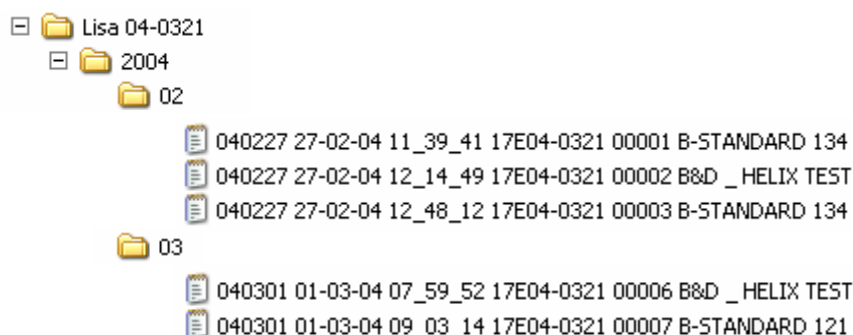 Lisa 04-0321
2004
02
040227 27-02-04 11_39_41 17E04-0321 00001 B-STANDARD 134
040227 27-02-04 12_14_49 17E04-0321 00002 B&D _ HELIX TEST
040227 27-02-04 12_48_12 17E04-0321 00003 B-STANDARD 134
03
040301 01-03-04 07_59_52 17E04-0321 00006 B&D _ HELIX TEST
040301 01-03-04 09_03_14 17E04-0321 00007 B-STANDARD 121